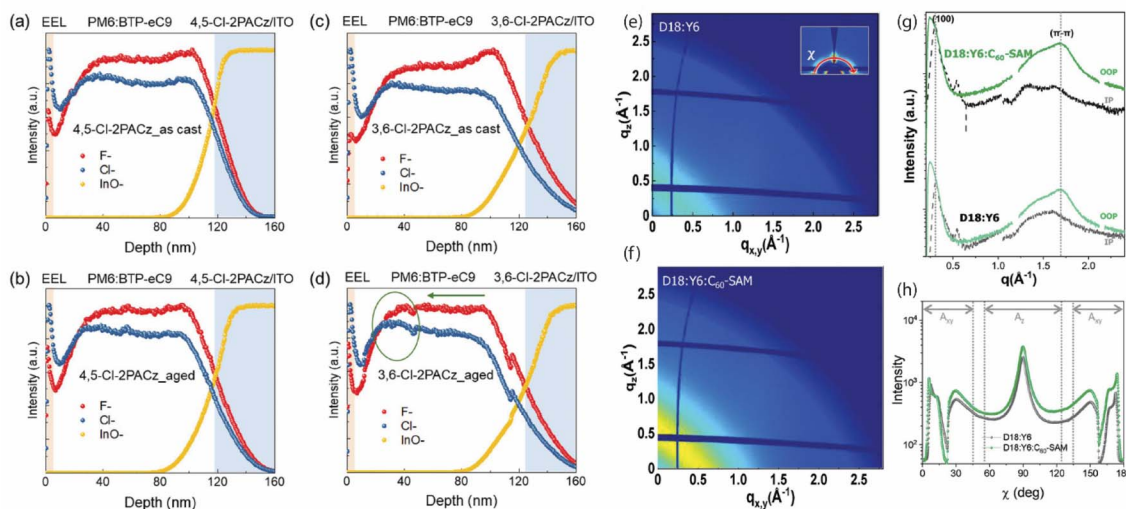 (a) EEL PM6:BTP-eC9 4,5-Cl-2PACz/ITO
Intensity (a.u.)
4,5-Cl-2PACz_as cast
F-
Cl-
InO-
0 40 80 120 160
Depth (nm)
(b) EEL PM6:BTP-eC9 4,5-Cl-2PACz/ITO
Intensity (a.u.)
4,5-Cl-2PACz_aged
F-
Cl-
InO-
0 40 80 120 160
Depth (nm)
(c) EEL PM6:BTP-eC9 3,6-Cl-2PACz/ITO
Intensity (a.u.)
3,6-Cl-2PACz_as cast
F-
Cl-
InO-
0 40 80 120 160
Depth (nm)
(d) EEL PM6:BTP-eC9 3,6-Cl-2PACz/ITO
Intensity (a.u.)
3,6-Cl-2PACz_aged
F-
Cl-
InO-
0 40 80 120 160
Depth (nm)
(e)
D18:Y6
χ
qz(Å-1)
2.5
2.0
1.5
1.0
0.5
0
0 0.5 1.0 1.5 2.0 2.5
qx,y(Å-1)
(f)
D18:Y6:C60-SAM
qz(Å-1)
2.5
2.0
1.5
1.0
0.5
0
0 0.5 1.0 1.5 2.0 2.5
qx,y(Å-1)
(g)
(100)
(π-π)
D18:Y6:C60-SAM
OOP
IP
D18:Y6
OOP
IP
Intensity
0.5 1.0 1.5 2.0
q(Å-1)
(h)
Axy Az Axy
Intensity
10^4
10^3
10^2
D18:Y6
D18:Y6:C60-SAM
0 30 60 90 120 150 180
χ (deg)